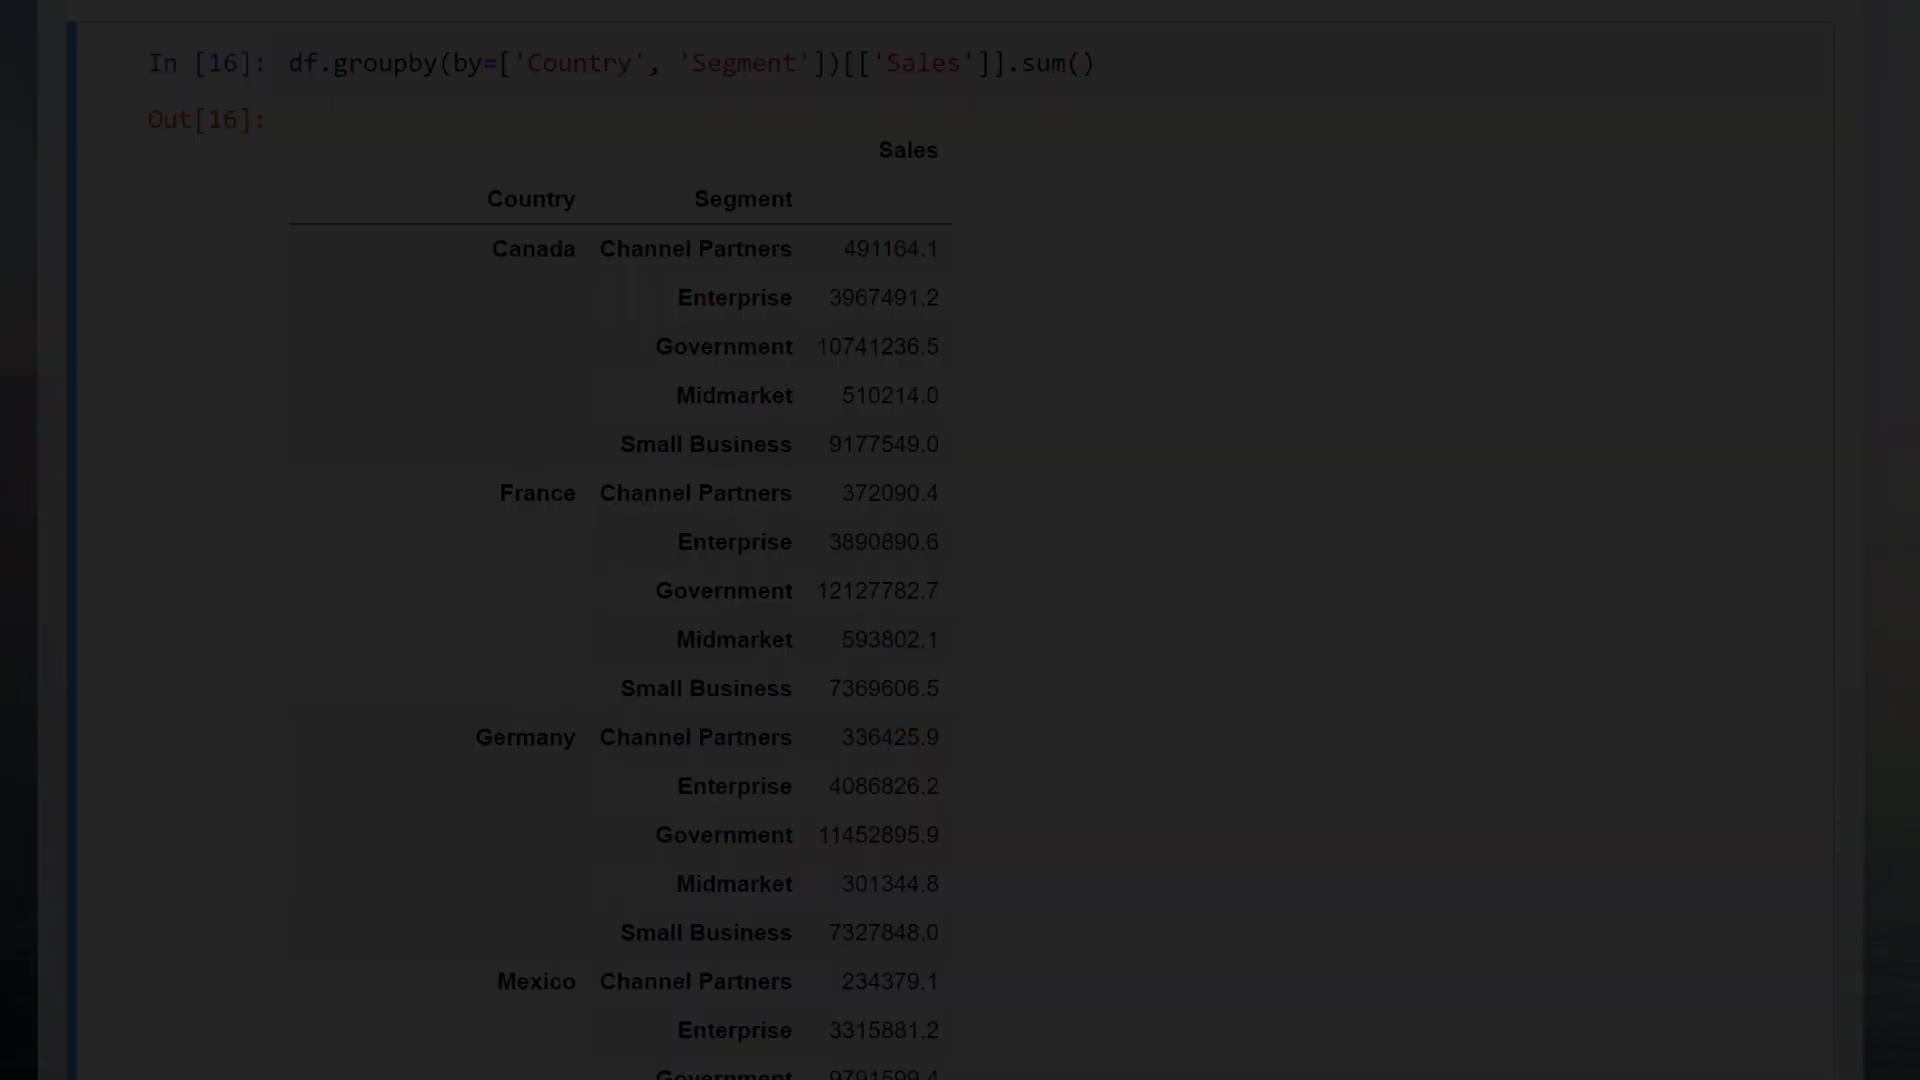 In [16]: df.groupby(by=['Country', 'Segment'])[['Sales']].sum()
Out[16]:
Sales
Country Segment
Canada Channel Partners 491164.1
Enterprise 3967491.2
Government 10741236.5
Midmarket 510214.0
Small Business 9177549.0
France Channel Partners 372090.4
Enterprise 3890890.6
Government 12127782.7
Midmarket 593802.1
Small Business 7369606.5
Germany Channel Partners 336425.9
Enterprise 4086826.2
Government 11452895.9
Midmarket 301344.8
Small Business 7327848.0
Mexico Channel Partners 234379.1
Enterprise 3315881.2
Government